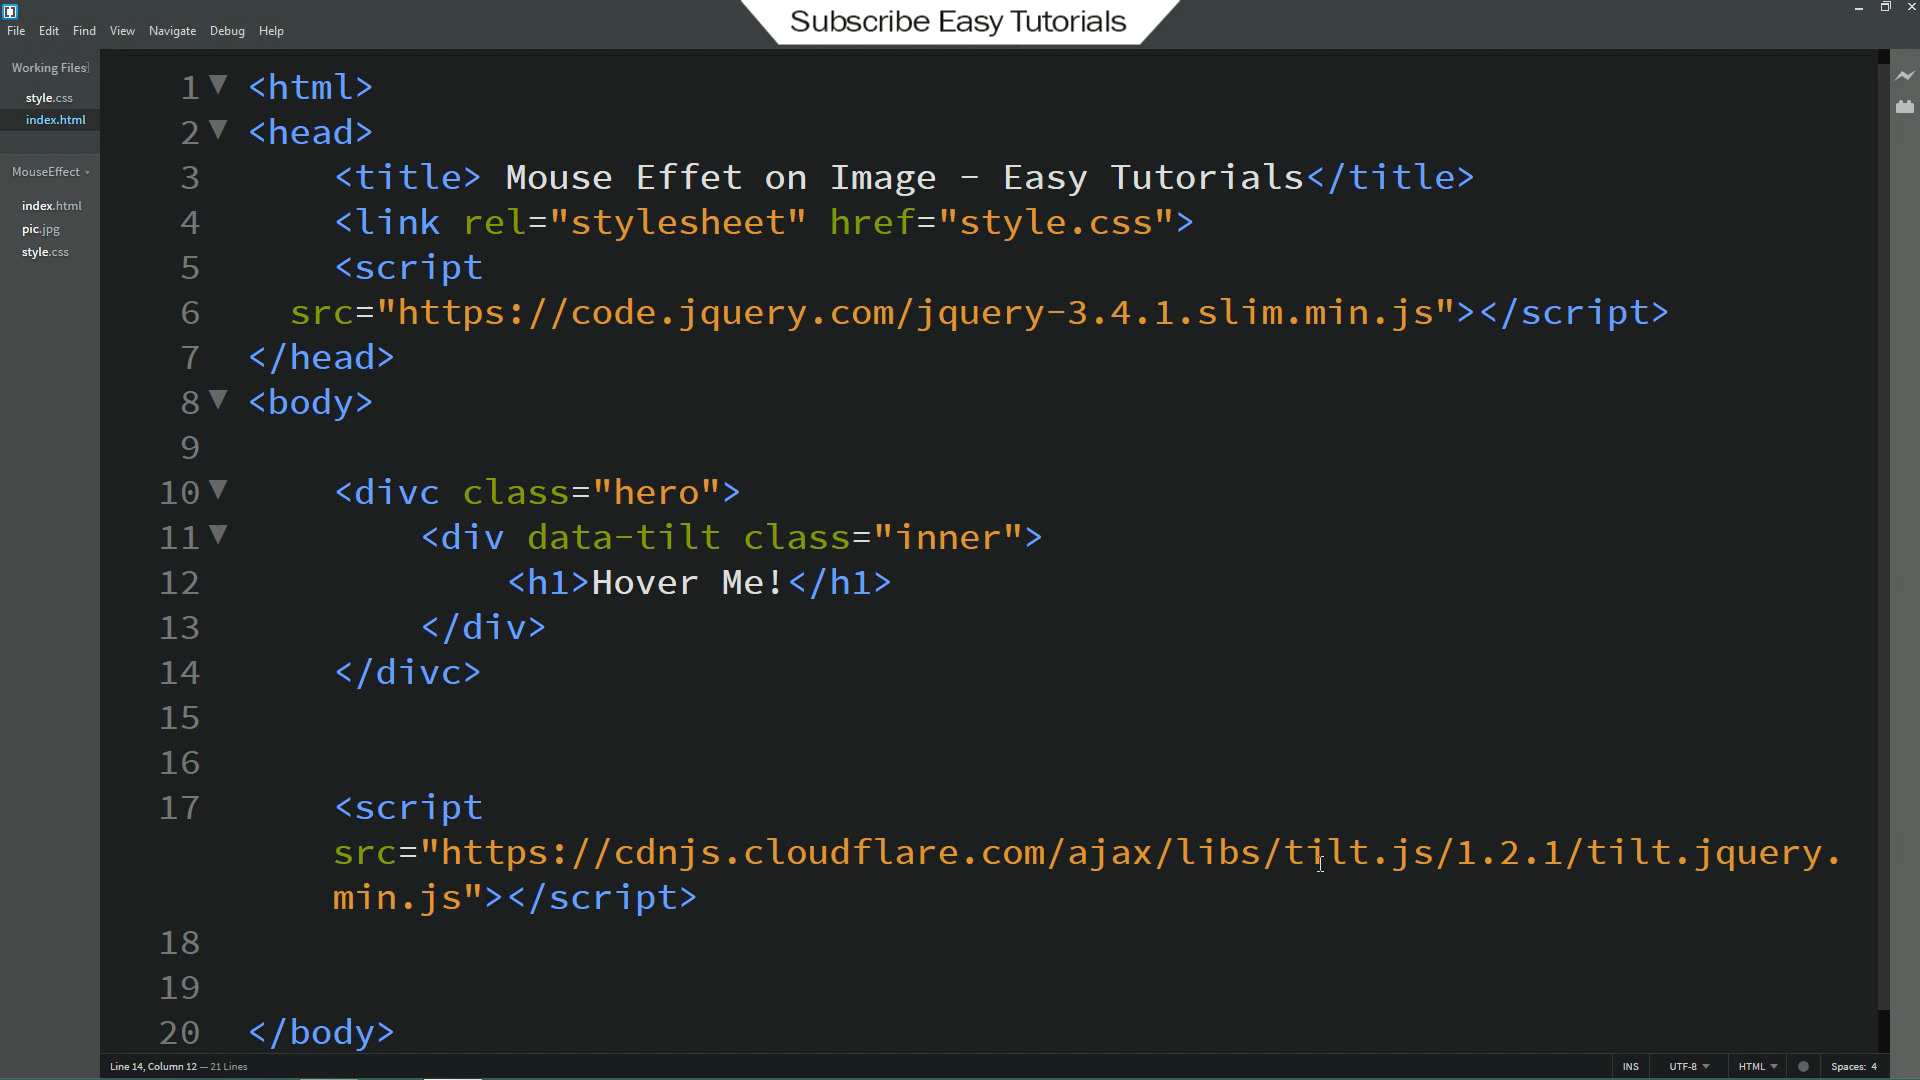 Subscribe Easy Tutorials
File Edit Find View Navigate Debug Help
Working Files
style.css
index.html
MouseEffect
index.html
pic.jpg
style.css
1 <html>
2 <head>
3 <title> Mouse Effet on Image - Easy Tutorials</title>
4 <link rel="stylesheet" href="style.css">
5 <script
6 src="https://code.jquery.com/jquery-3.4.1.slim.min.js"></script>
7 </head>
8 <body>
9
10 <divc class="hero">
11 <div data-tilt class="inner">
12 <h1>Hover Me!</h1>
13 </div>
14 </divc>
15
16
17 <script
src="https://cdnjs.cloudflare.com/ajax/libs/tilt.js/1.2.1/tilt.jquery.
min.js"></script>
18
19
20 </body>
Line 14, Column 12 — 21 Lines
INS UTF-8 HTML Spaces: 4